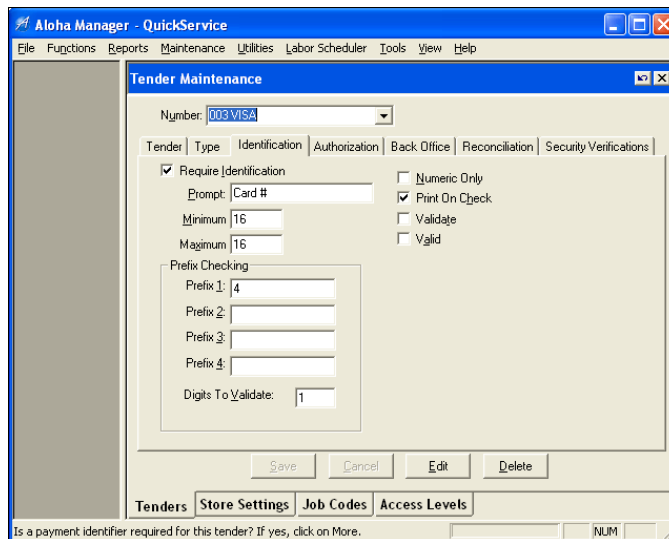 Aloha Manager - QuickService
File Functions Reports Maintenance Utilities Labor Scheduler Tools View Help
Tender Maintenance
Number: 003 VISA
Tender Type Identification Authorization Back Office Reconciliation Security Verifications
Require Identification
Numeric Only
Prompt: Card #
Print On Check
Minimum 16
Validate
Maximum 16
Valid
Prefix Checking
Prefix 1: 4
Prefix 2:
Prefix 3:
Prefix 4:
Digits To Validate: 1
Save Cancel Edit Delete
Tenders Store Settings Job Codes Access Levels
Is a payment identifier required for this tender? If yes, click on More. NUM